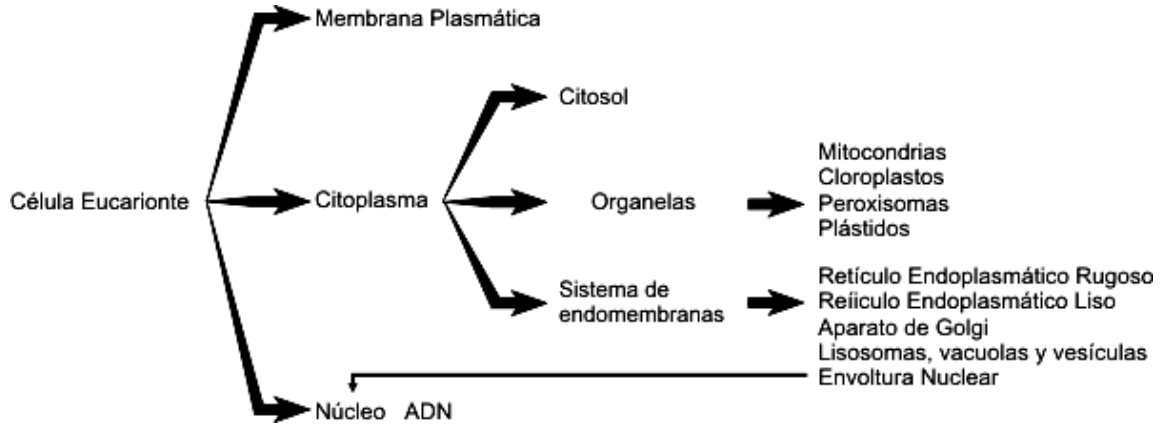 Membrana Plasmática
Citosol
Mitocondrias
Cloroplastos
Célula Eucarionte
Citoplasma
Organelas
Peroxisomas
Plástidos
Sistema de
endomembranas
Retículo Endoplasmático Rugoso
Reíiculo Endoplasmático Liso
Aparato de Golgi
Lisosomas, vacuolas y vesículas
Envoltura Nuclear
Núcleo ADN